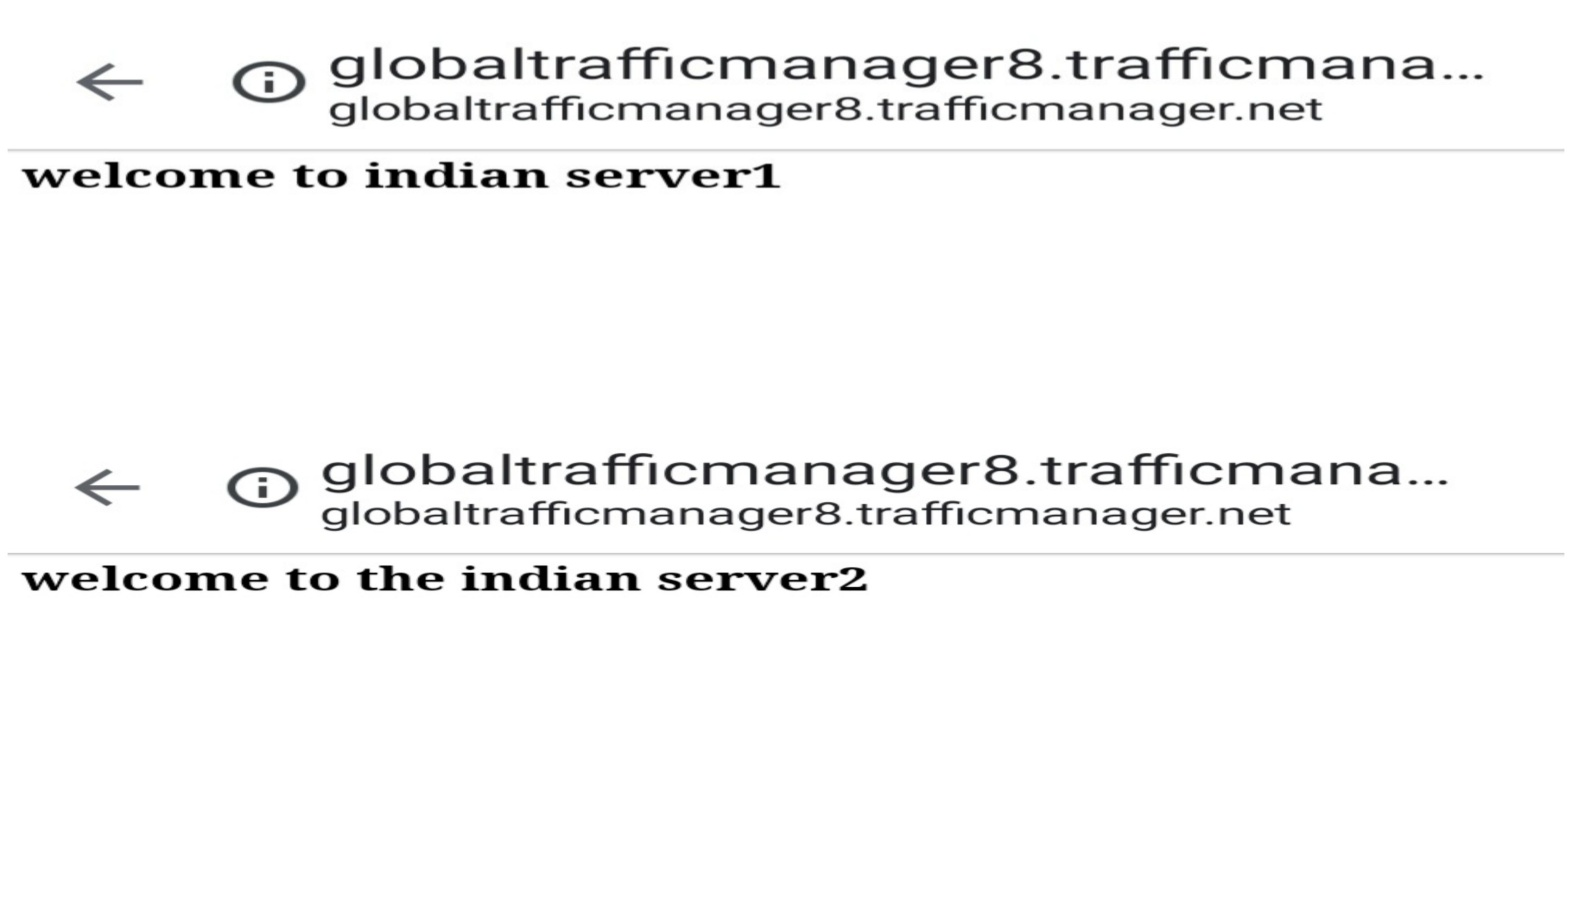 globaltrafficmanager8.trafficmana...
globaltrafficmanager8.trafficmanager.net
welcome to indian server1
globaltrafficmanager8.trafficmana...
globaltrafficmanager8.trafficmanager.net
welcome to the indian server2